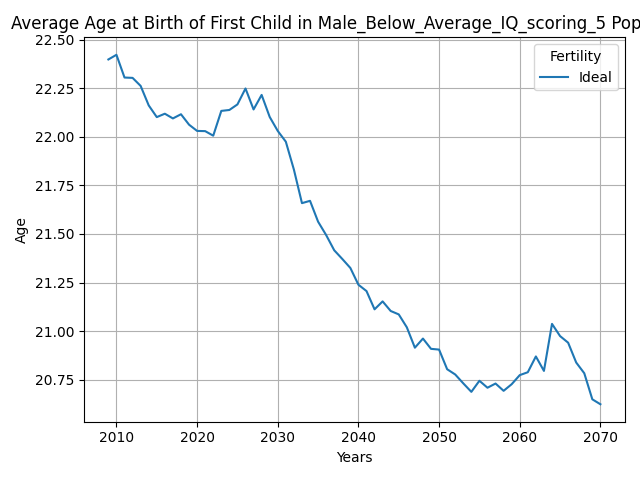 Average Age at Birth of First Child in Male_Below_Average_IQ_scoring_5 Pop
22.50
22.25
22.00
21.75
21.50
21.25
21.00
20.75
Age
Fertility
Ideal
2010 2020 2030 2040 2050 2060 2070
Years